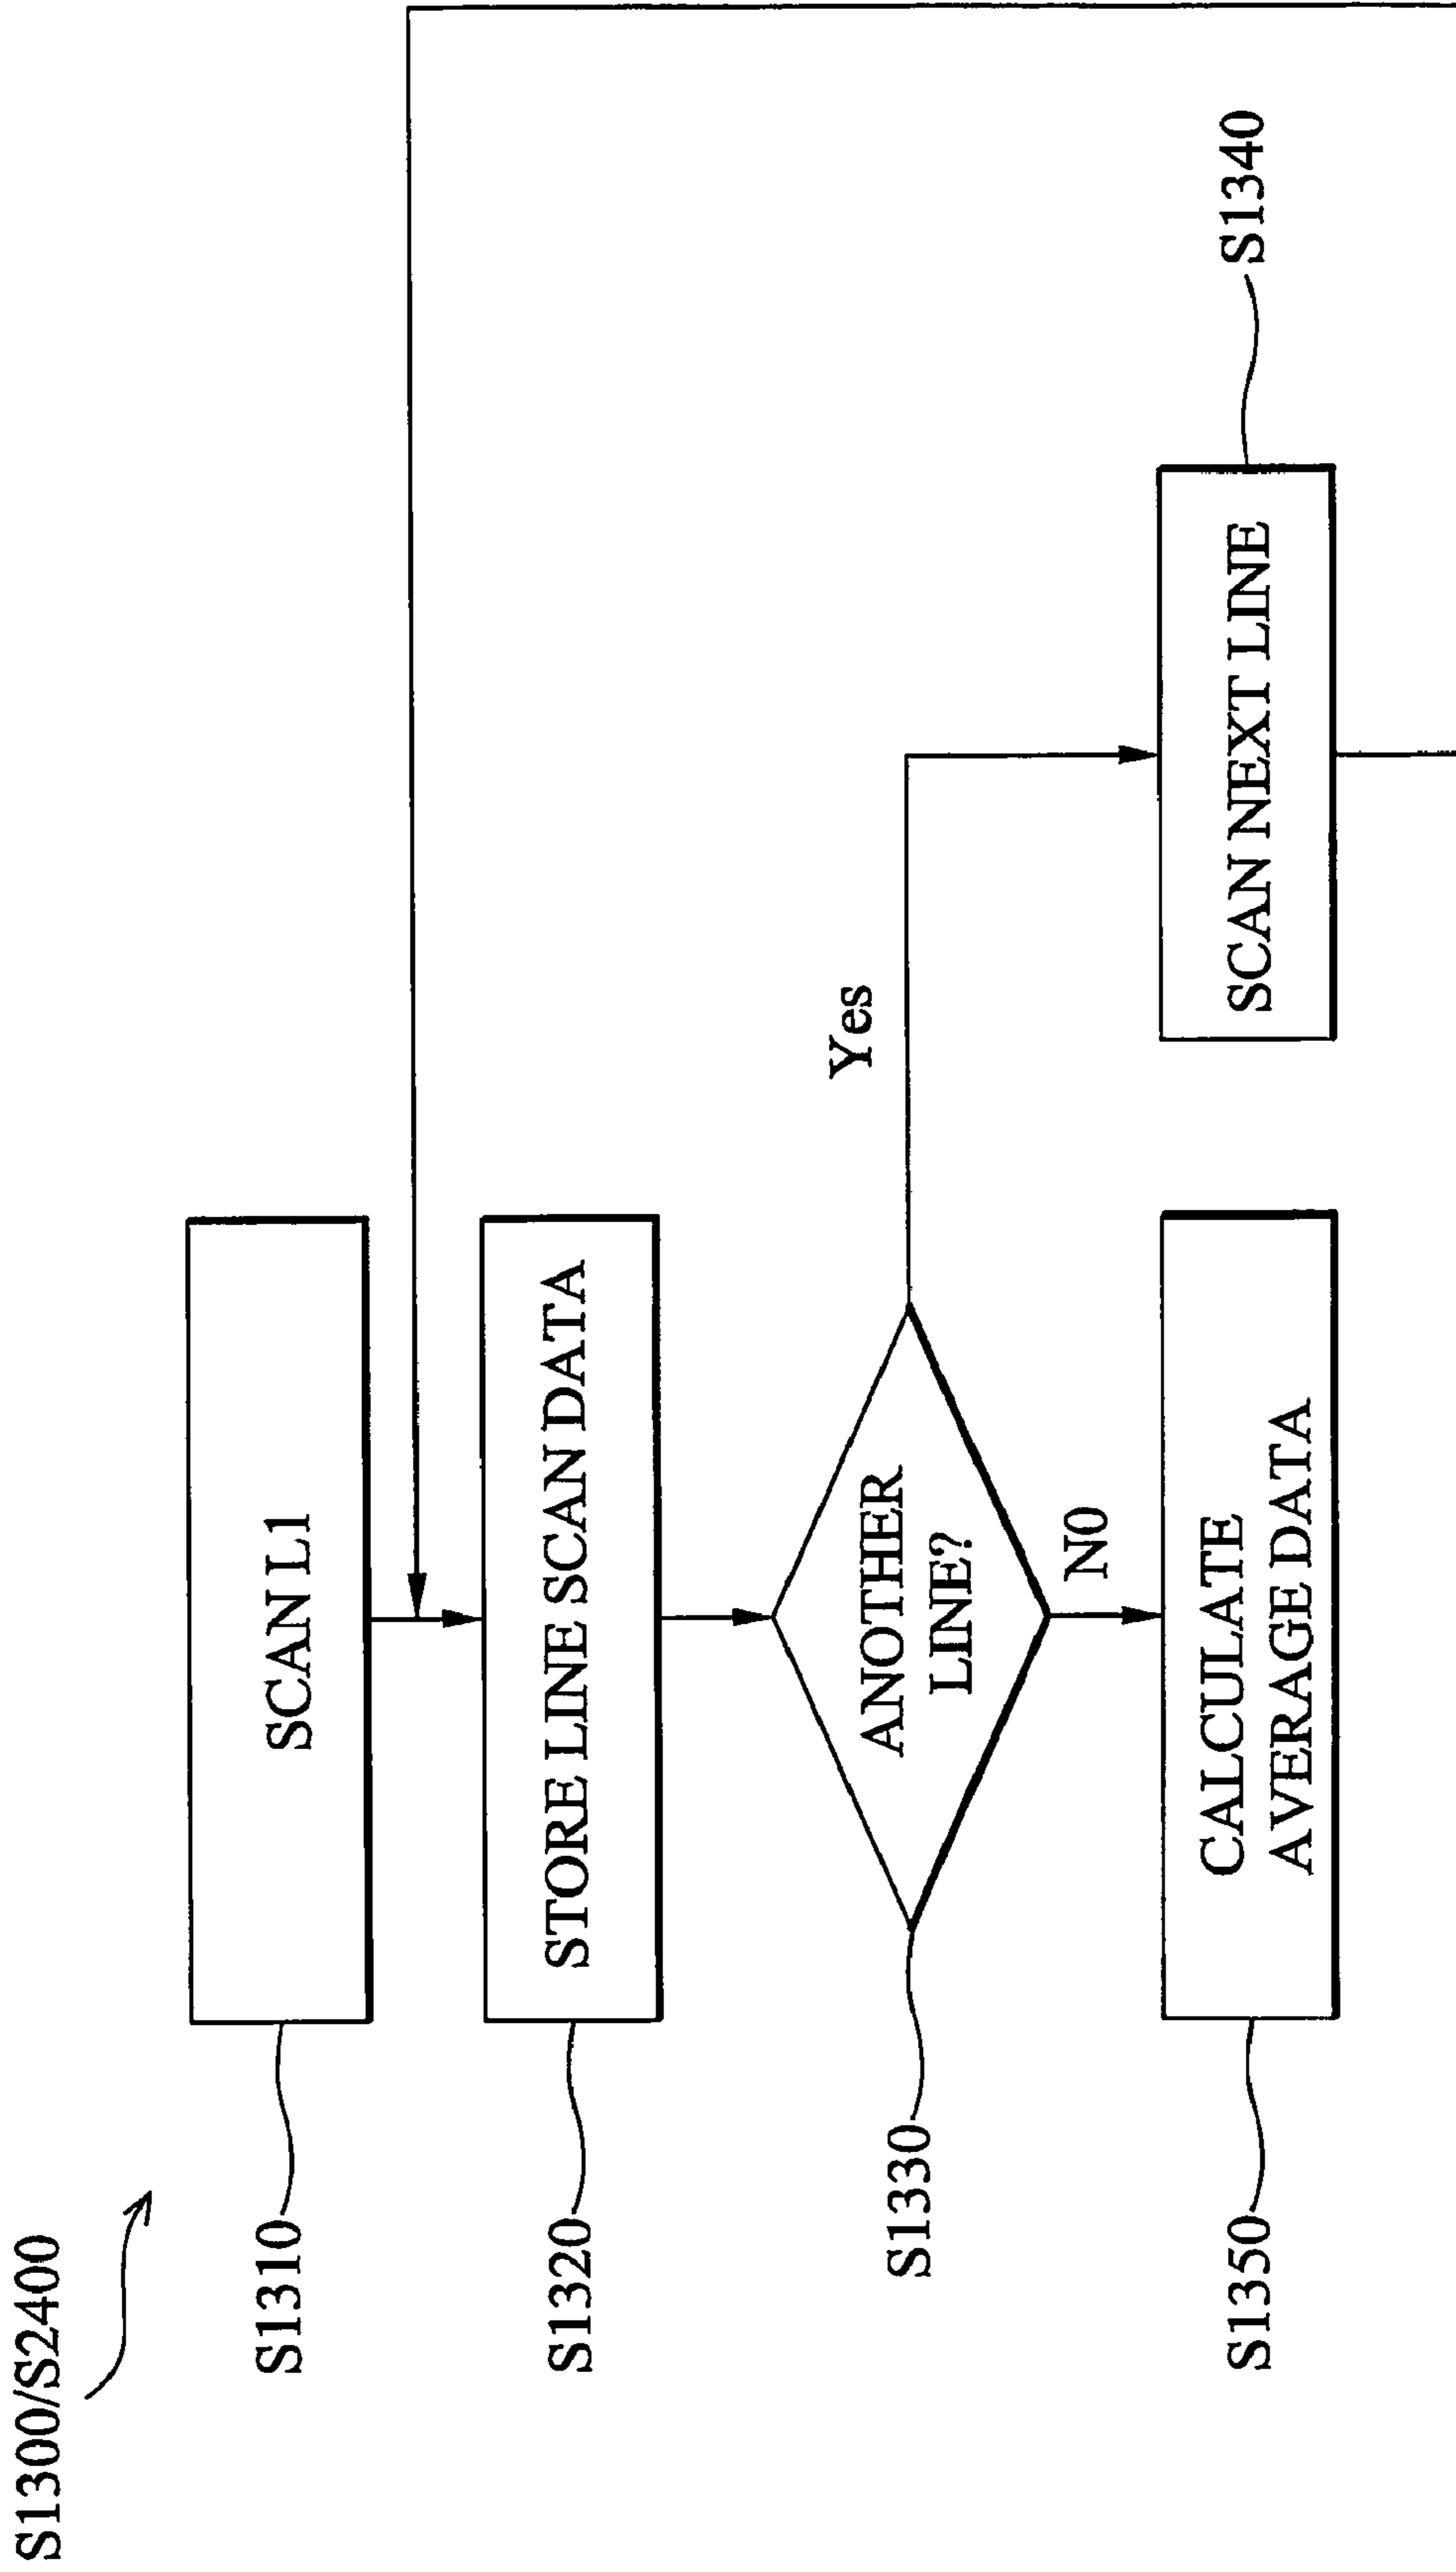 S1300/S2400
S1310
SCAN L1
S1320
STORE LINE SCAN DATA
S1330
ANOTHER
LINE?
Yes
S1340
SCAN NEXT LINE
N0
S1350
CALCULATE
AVERAGE DATA